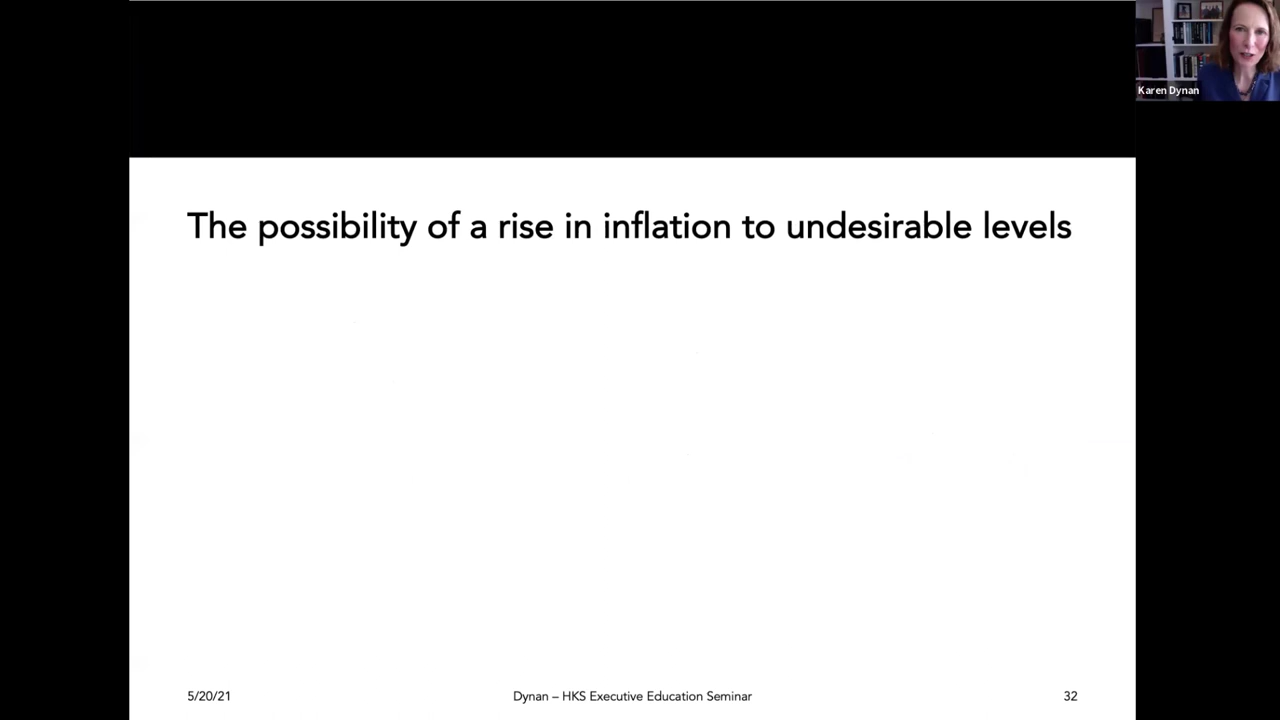 Karen Dynan
The possibility of a rise in inflation to undesirable levels
5/20/21
Dynan – HKS Executive Education Seminar
32